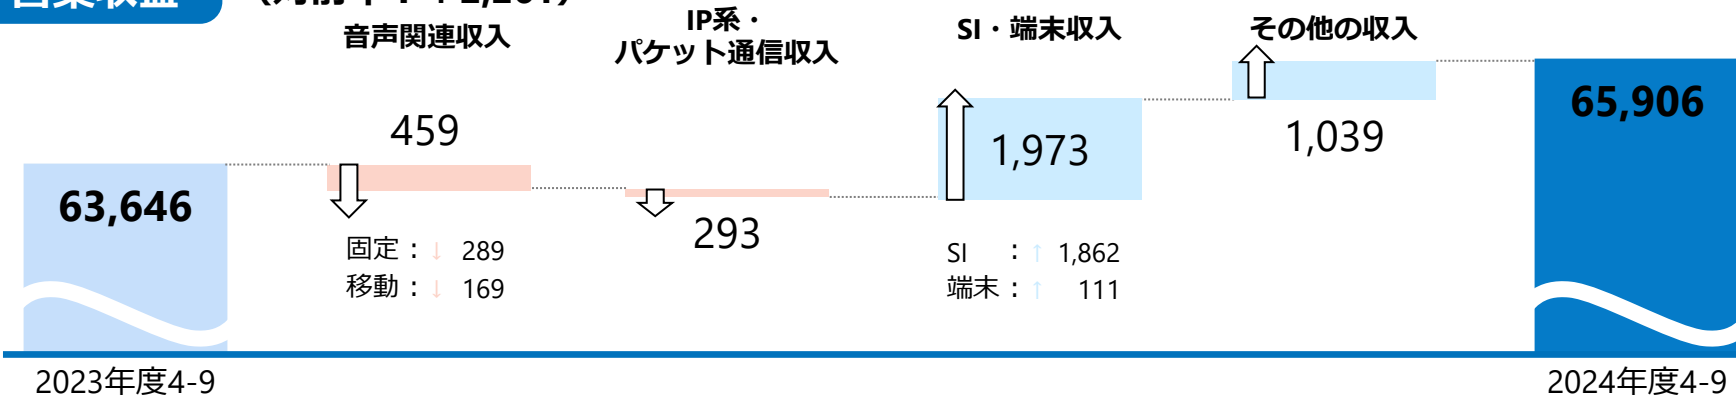 音声関連収入
IP系・
パケット通信収入
SI・端末収入
その他の収入
63,646
459
固定：↓ 289
移動：↓ 169
293
1,973
SI ：↑ 1,862
端末：↑ 111
1,039
65,906
2023年度4-9
2024年度4-9